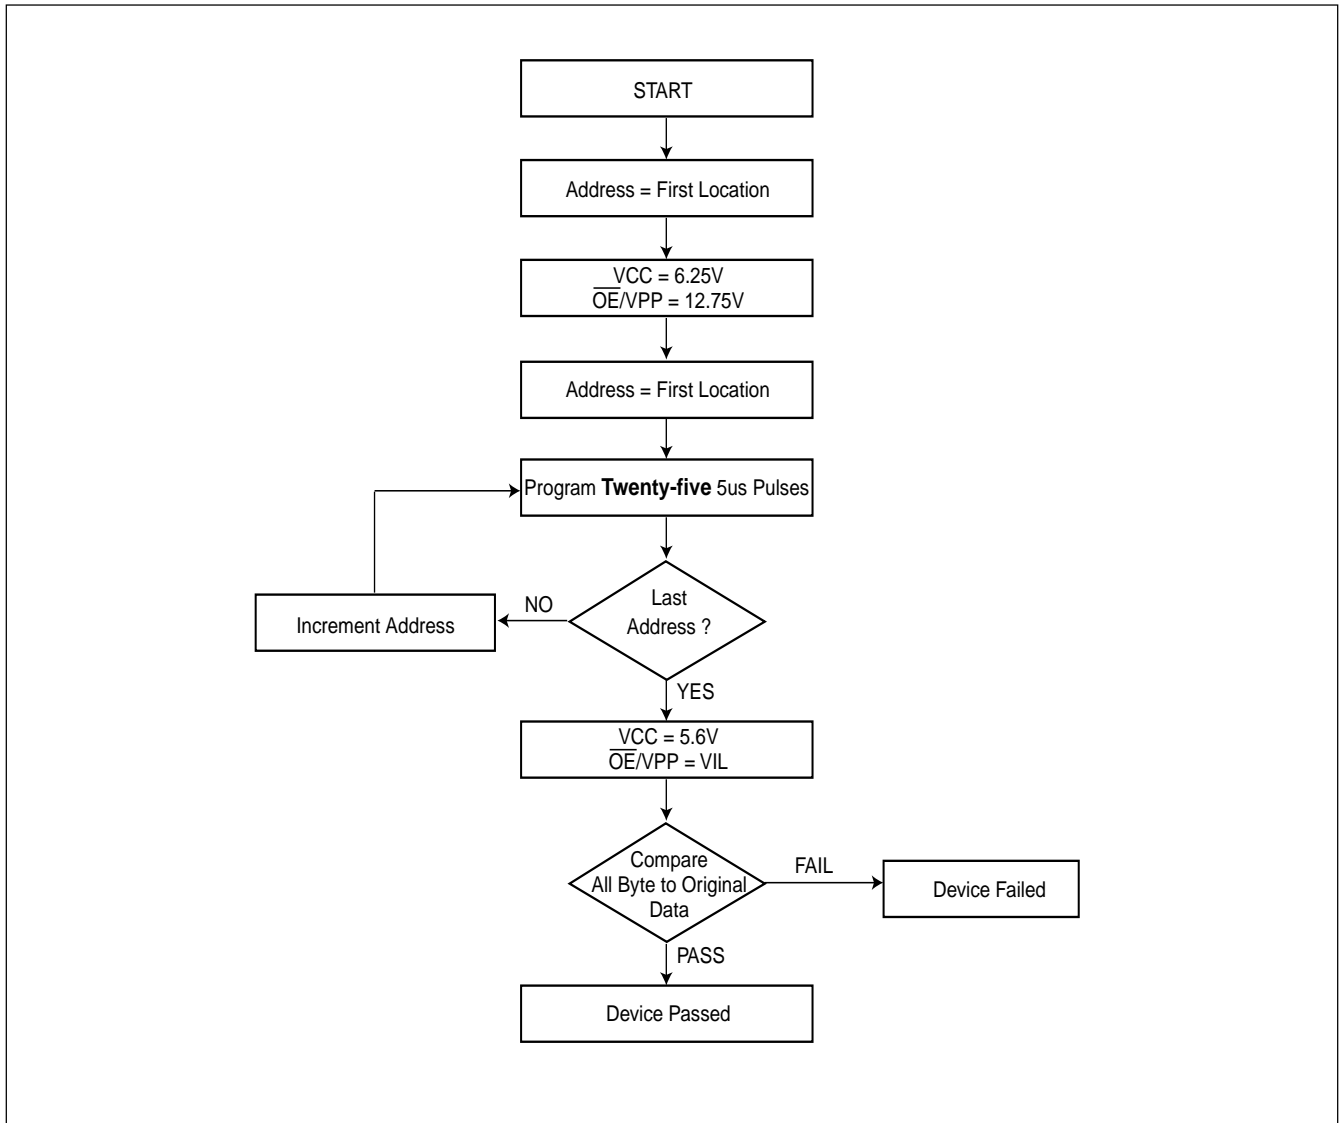 START
Address = First Location
VCC = 6.25V
O̅E̅/VPP = 12.75V
Address = First Location
Program Twenty-five 5us Pulses
Last
Address ?
NO
Increment Address
YES
VCC = 5.6V
O̅E̅/VPP = VIL
Compare
All Byte to Original
Data
FAIL
Device Failed
PASS
Device Passed